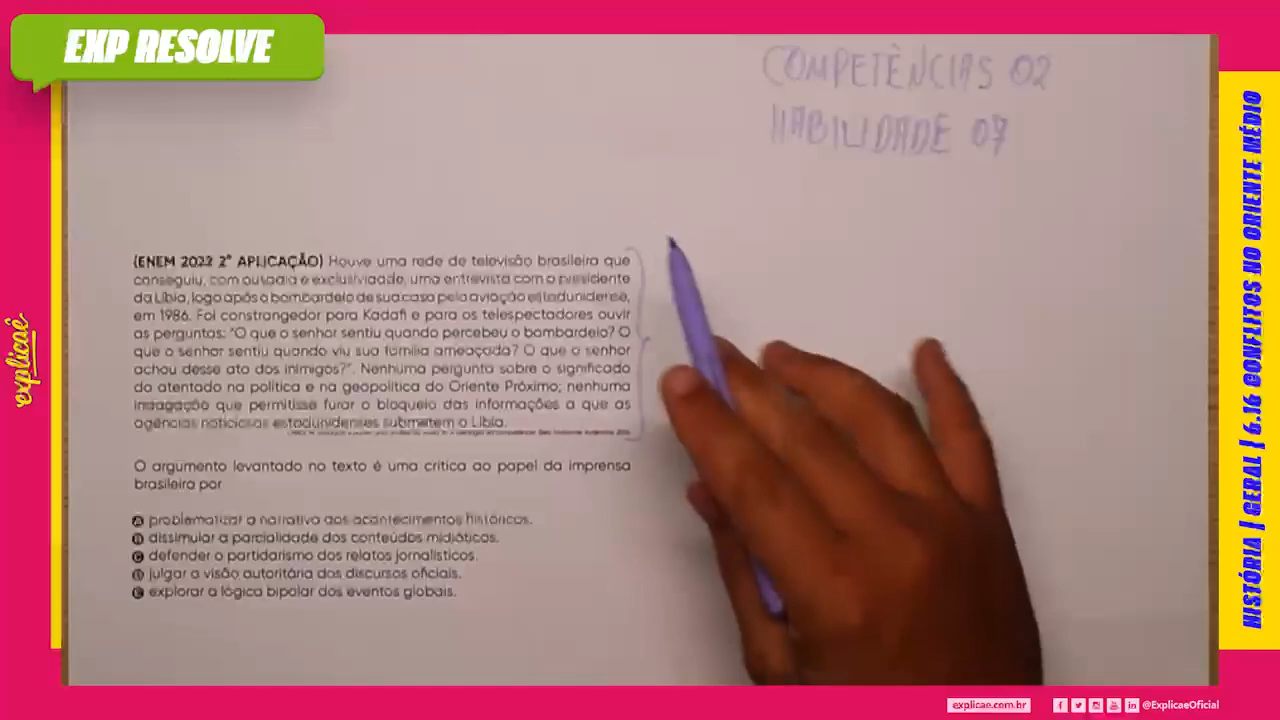 EXP RESOLVE
COMPETÊNCIAS 02
HABILIDADE 07
(ENEM 2022 2ª APLICAÇÃO) Houve uma rede de televisão brasileira que
conseguiu, com ousadia e exclusividade, uma entrevista com o presidente
da Líbia, logo após o bombardeio de sua casa pela aviação estadunidense,
em 1986. Foi constrangedor para Kadafi e para os telespectadores ouvir
as perguntas: "O que o senhor sentiu quando percebeu o bombardeio? O
que o senhor sentiu quando viu sua família ameaçada? O que o senhor
achou desse ato dos inimigos?". Nenhuma pergunta sobre o significado
do atentado na política e na geopolítica do Oriente Próximo; nenhuma
indagação que permitisse furar o bloqueio das informações a que as
agências noticiosas estadunidenses submetem a Líbia.
O argumento levantado no texto é uma crítica ao papel da imprensa
brasileira por
A problematizar a narrativa dos acontecimentos históricos.
B dissimular a parcialidade dos conteúdos midiáticos.
C defender o partidarismo dos relatos jornalísticos.
D julgar a visão autoritária dos discursos oficiais.
E explorar a lógica bipolar dos eventos globais.
explicaê
HISTÓRIA | GERAL | 6.16 CONFLITOS NO ORIENTE MÉDIO
explicae.com.br
@ExplicaeOficial